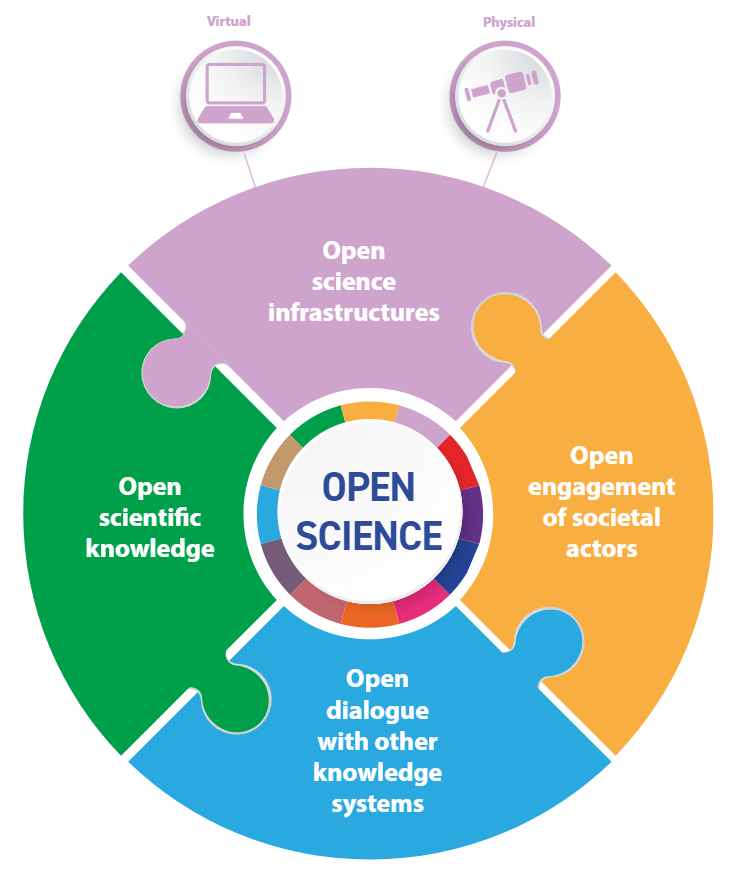 Virtual
Physical
Open
science
infrastructures
Open
scientific
knowledge
OPEN
SCIENCE
Open
engagement
of societal
actors
Open
dialogue
with other
knowledge
systems